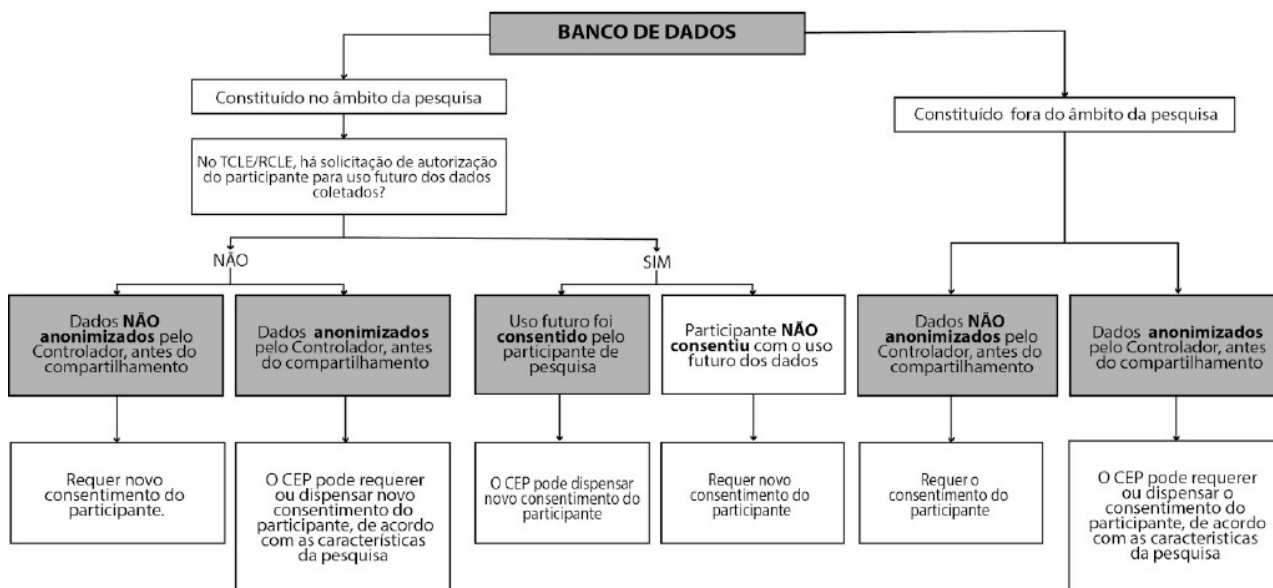 BANCO DE DADOS
Constituído no âmbito da pesquisa
Constituído fora do âmbito da pesquisa
No TCLE/RCLE, há solicitação de autorização
do participante para uso futuro dos dados
coletados?
NÃO
SIM
Dados NÃO
anonimizados pelo
Controlador, antes do
compartilhamento
Dados anonimizados
pelo Controlador, antes
do compartilhamento
Uso futuro foi
consentido pelo
participante de
pesquisa
Participante NÃO
consentiu com o uso
futuro dos dados
Dados NÃO
anonimizados pelo
Controlador, antes do
compartilhamento
Dados anonimizados
pelo Controlador, antes
do compartilhamento
Requer novo
consentimento do
participante.
O CEP pode requerer
ou dispensar novo
consentimento do
participante, de acordo
com as características
da pesquisa
O CEP pode dispensar
novo consentimento do
participante
Requer novo
consentimento do
participante
Requer o
consentimento do
participante
O CEP pode requerer
ou dispensar o
consentimento do
participante, de acordo
com as caracteristicas
da pesquisa